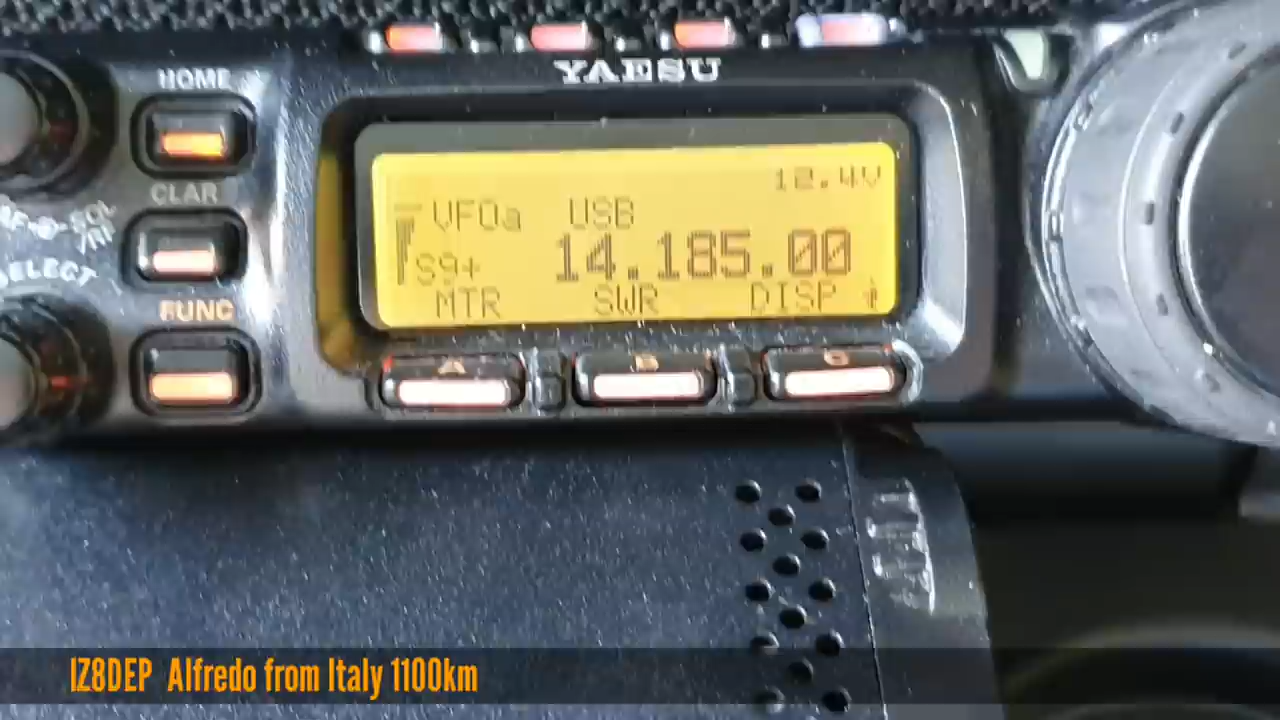 YAESU
HOME
12.4V
CLAR
VFOa USB
14.185.00
S9+
SELECT
MTR SWR DISP
FUNC
A B C
IZ8DEP Alfredo from Italy 1100km